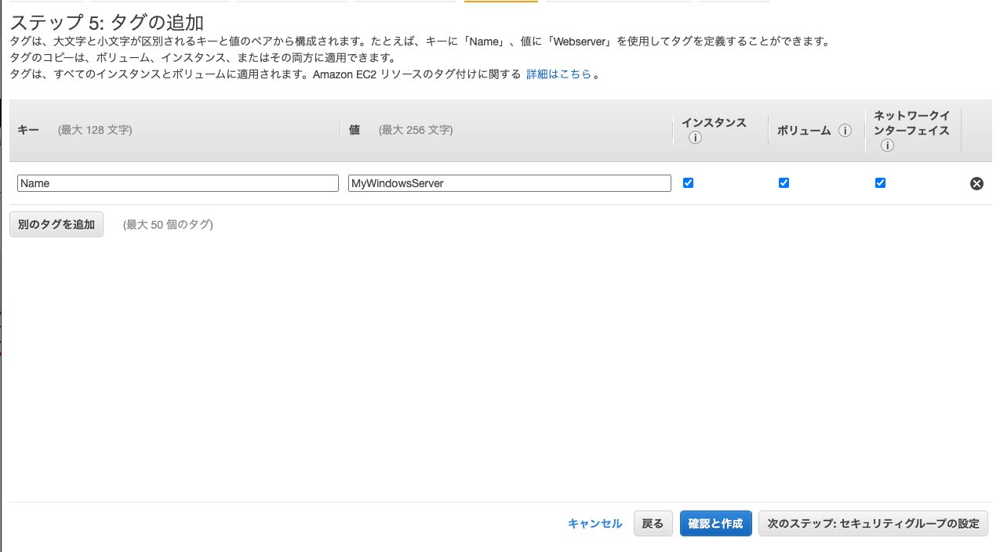 ステップ 5: タグの追加
タグは、大文字と小文字が区別されるキーと値のペアから構成されます。たとえば、キーに「Name」、値に「Webserver」を使用してタグを定義することができます。
タグのコピーは、ボリューム、インスタンス、またはその両方に適用できます。
タグは、すべてのインスタンスとボリュームに適用されます。Amazon EC2 リソースのタグ付けに関する 詳細はこちら 。
キー (最大 128 文字) 値 (最大 256 文字) インスタンス ボリューム ネットワークイ
ンターフェイス
Name MyWindowsServer
別のタグを追加 (最大 50 個のタグ)
キャンセル 戻る 確認と作成 次のステップ: セキュリティグループの設定